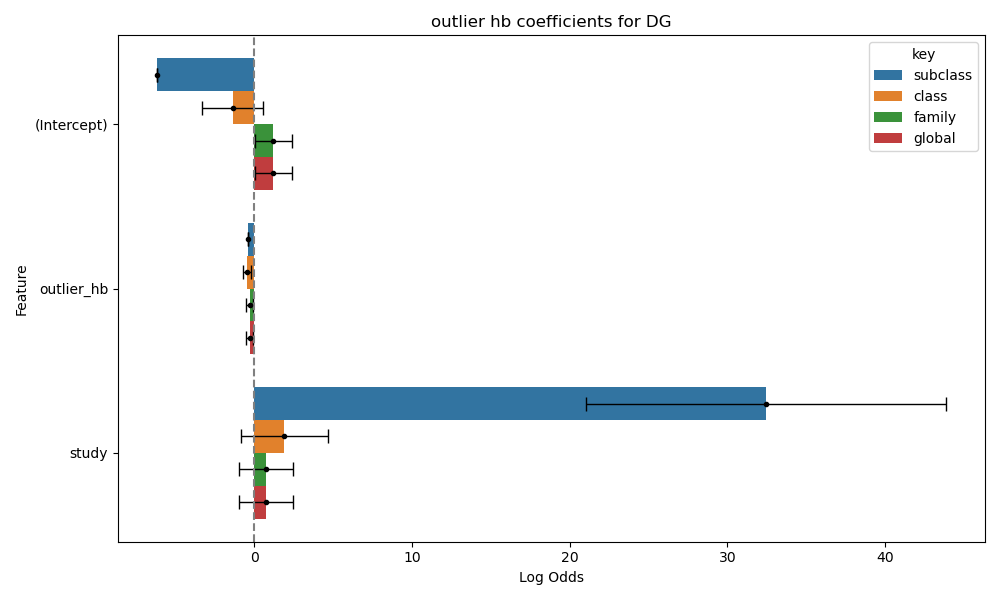 outlier hb coefficients for DG
key
subclass
class
family
global
Feature
(Intercept)
outlier_hb
study
0 10 20 30 40
Log Odds